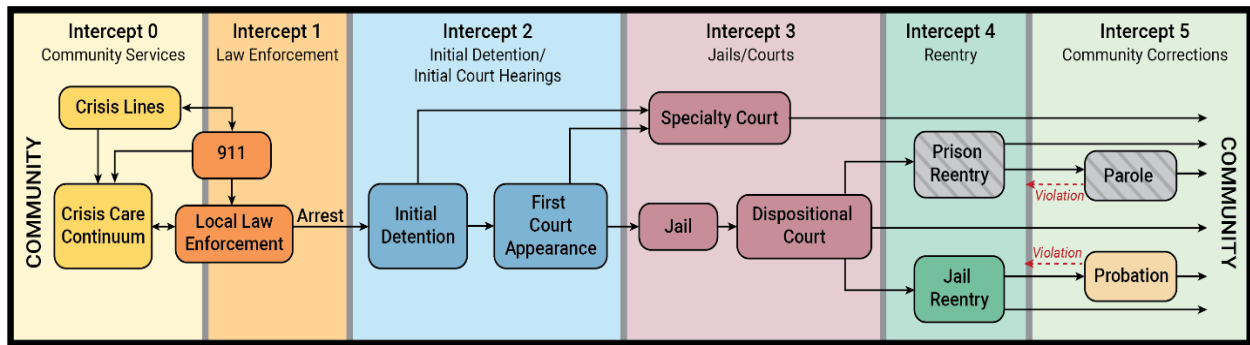 Intercept 0
Community Services
Intercept 1
Law Enforcement
Intercept 2
Initial Detention/
Initial Court Hearings
Intercept 3
Jails/Courts
Intercept 4
Reentry
Intercept 5
Community Corrections
COMMUNITY
Crisis Lines
911
Crisis Care
Continuum
Local Law
Enforcement
Arrest
Initial
Detention
First
Court
Appearance
Specialty Court
Jail
Dispositional
Court
Prison
Reentry
Parole
Violation
Jail
Reentry
Violation
Probation
COMMUNITY